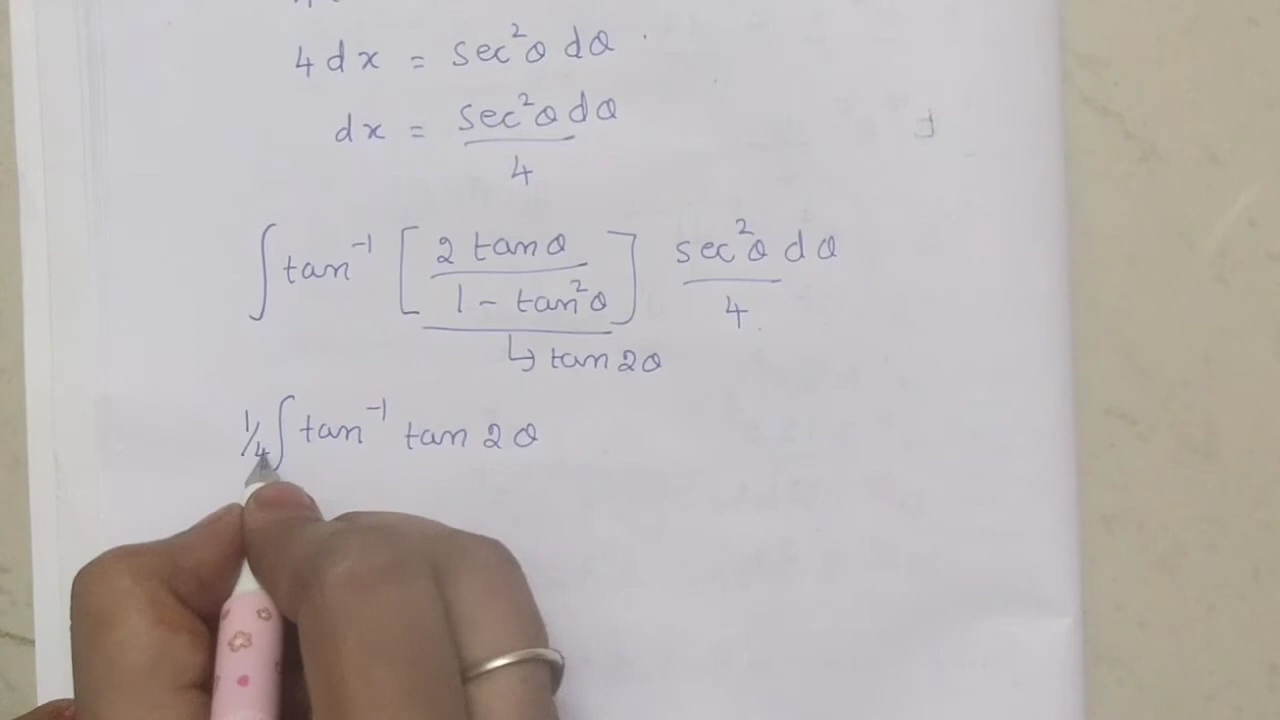 4 dx = sec²θ dθ
dx = sec²θ dθ / 4
∫ tan⁻¹ [ 2 tanθ / 1 - tan²θ ] sec²θ dθ / 4
↳ tan 2θ
1/4 ∫ tan⁻¹ tan 2θ